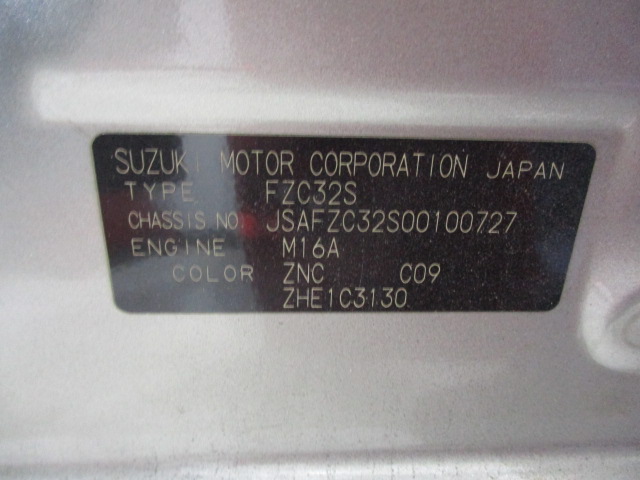 SUZUKI MOTOR CORPORATION JAPAN
TYPE FZC32S
CHASSIS NO. JSAFZC32S00100727
ENGINE M16A
COLOR ZNC C09
ZHE1C3130